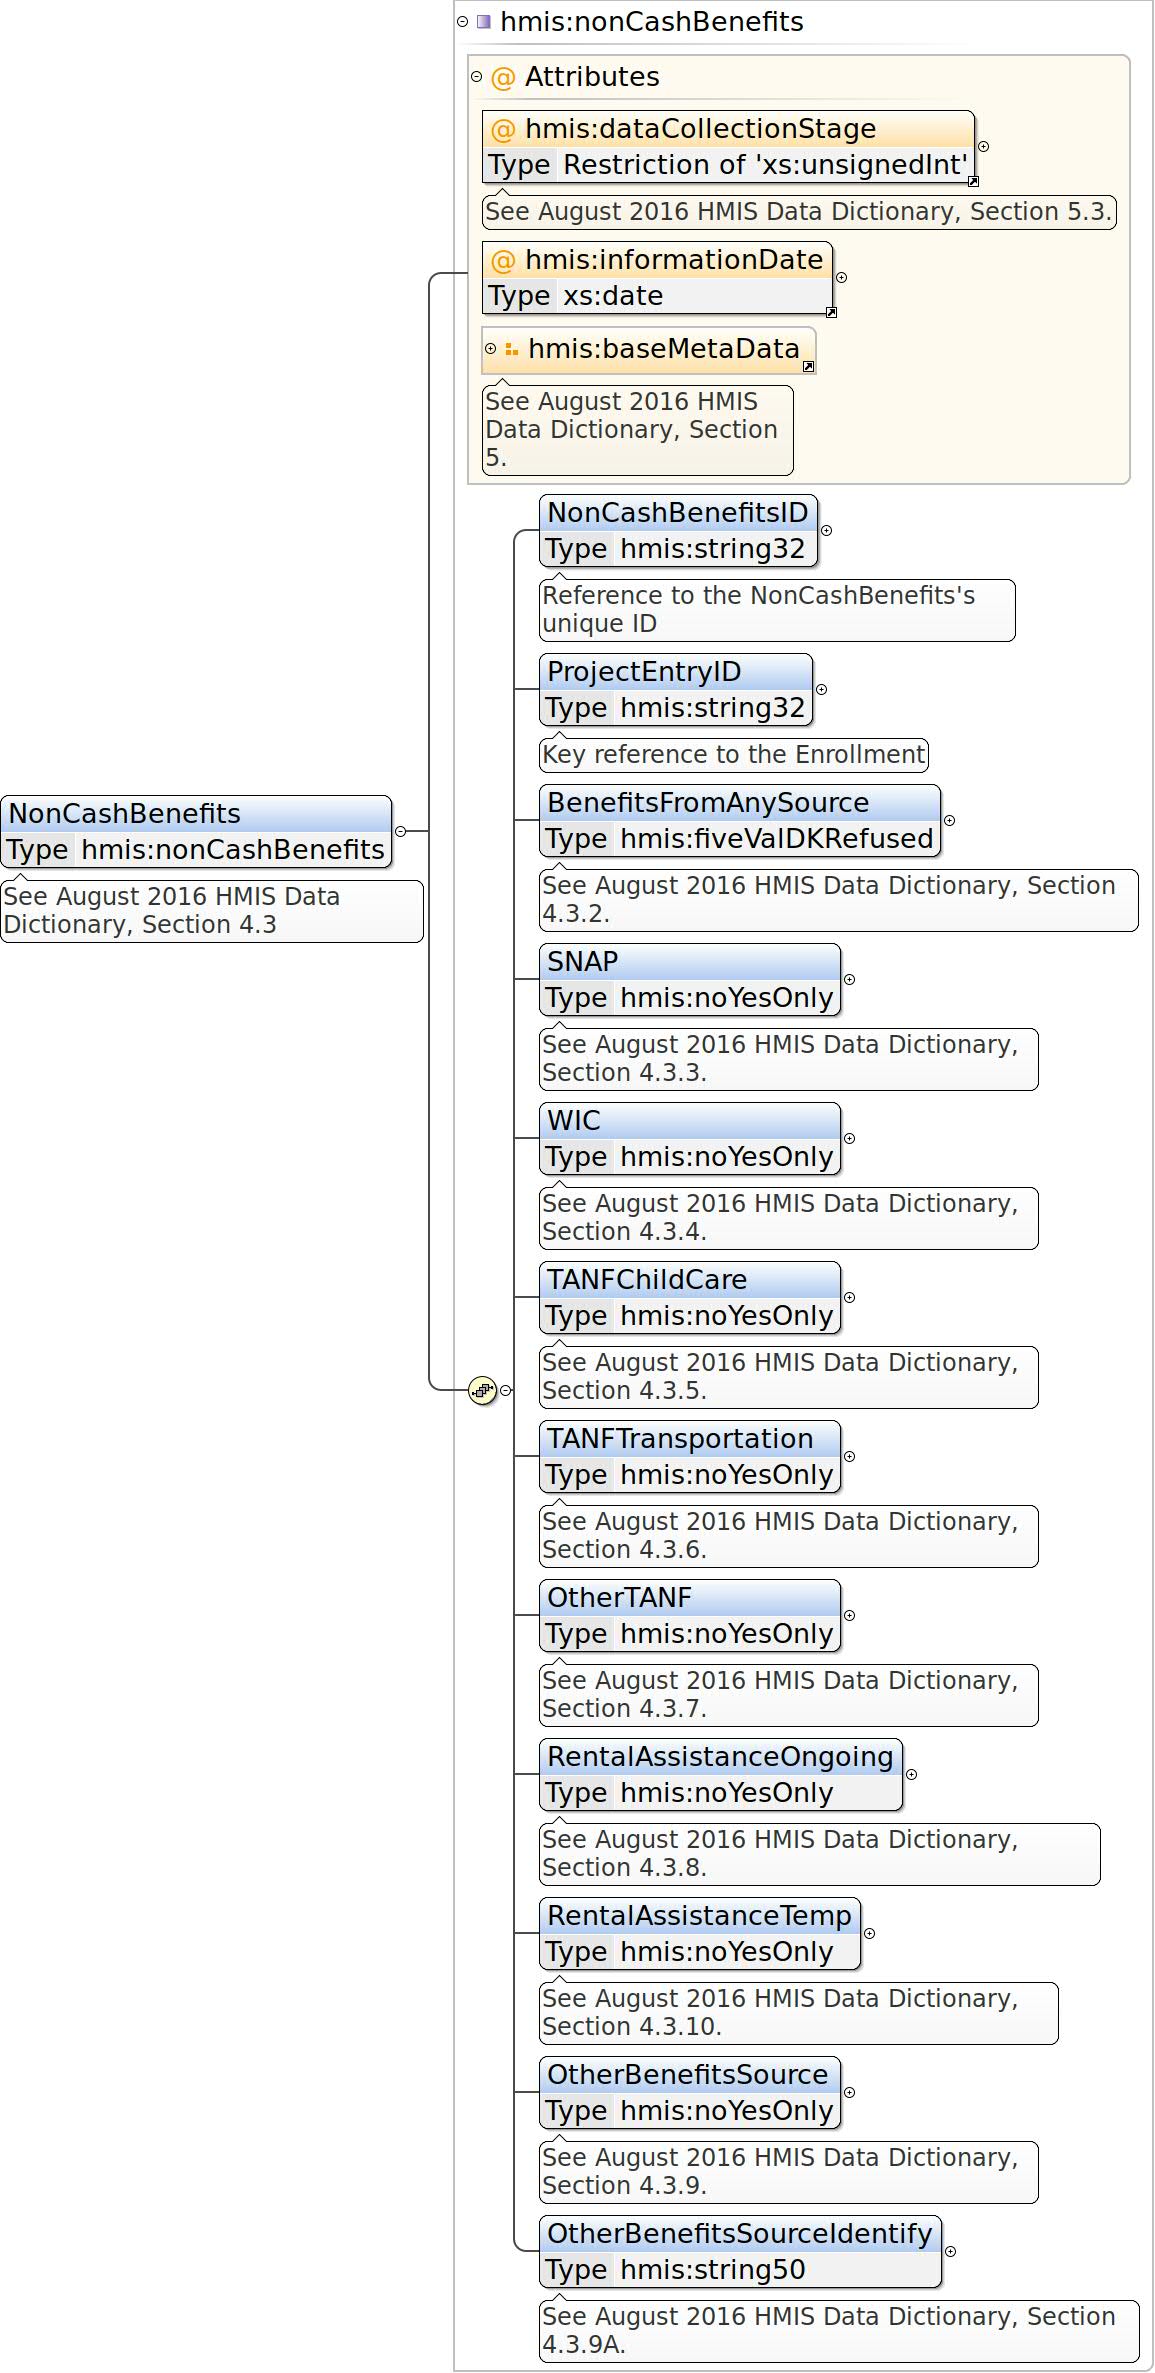 hmis:nonCashBenefits
@ Attributes
@ hmis:dataCollectionStage
Type Restriction of 'xs:unsignedInt'
See August 2016 HMIS Data Dictionary, Section 5.3.
@ hmis:informationDate
Type xs:date
hmis:baseMetaData
See August 2016 HMIS
Data Dictionary, Section
5.
NonCashBenefitsID
Type hmis:string32
Reference to the NonCashBenefits's
unique ID
ProjectEntryID
Type hmis:string32
Key reference to the Enrollment
NonCashBenefits
Type hmis:nonCashBenefits
See August 2016 HMIS Data
Dictionary, Section 4.3
BenefitsFromAnySource
Type hmis:fiveValDKRefused
See August 2016 HMIS Data Dictionary, Section
4.3.2.
SNAP
Type hmis:noYesOnly
See August 2016 HMIS Data Dictionary,
Section 4.3.3.
WIC
Type hmis:noYesOnly
See August 2016 HMIS Data Dictionary,
Section 4.3.4.
TANFChildCare
Type hmis:noYesOnly
See August 2016 HMIS Data Dictionary,
Section 4.3.5.
TANFTransportation
Type hmis:noYesOnly
See August 2016 HMIS Data Dictionary,
Section 4.3.6.
OtherTANF
Type hmis:noYesOnly
See August 2016 HMIS Data Dictionary,
Section 4.3.7.
RentalAssistanceOngoing
Type hmis:noYesOnly
See August 2016 HMIS Data Dictionary,
Section 4.3.8.
RentalAssistanceTemp
Type hmis:noYesOnly
See August 2016 HMIS Data Dictionary,
Section 4.3.10.
OtherBenefitsSource
Type hmis:noYesOnly
See August 2016 HMIS Data Dictionary,
Section 4.3.9.
OtherBenefitsSourceIdentify
Type hmis:string50
See August 2016 HMIS Data Dictionary, Section
4.3.9A.